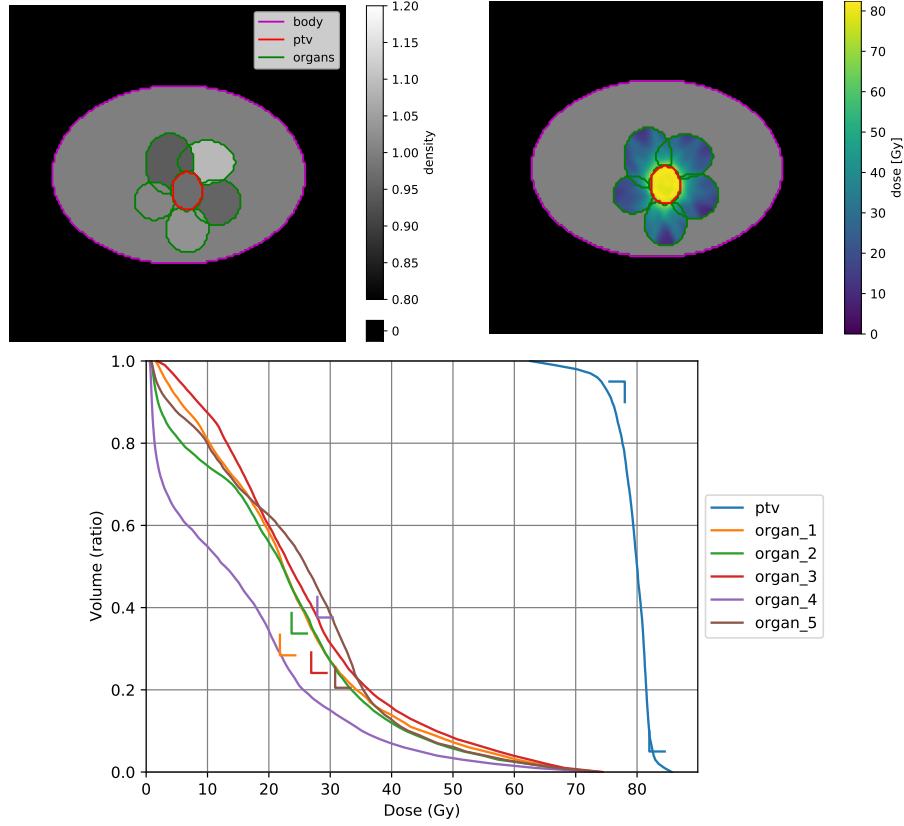 body
ptv
organs
1.20
1.15
1.10
1.05
1.00
0.95
0.90
0.85
0.80
0
density
80
70
60
50
40
30
20
10
0
dose [Gy]
1.0
0.8
0.6
0.4
0.2
0.0
Volume (ratio)
0 10 20 30 40 50 60 70 80
Dose (Gy)
ptv
organ_1
organ_2
organ_3
organ_4
organ_5